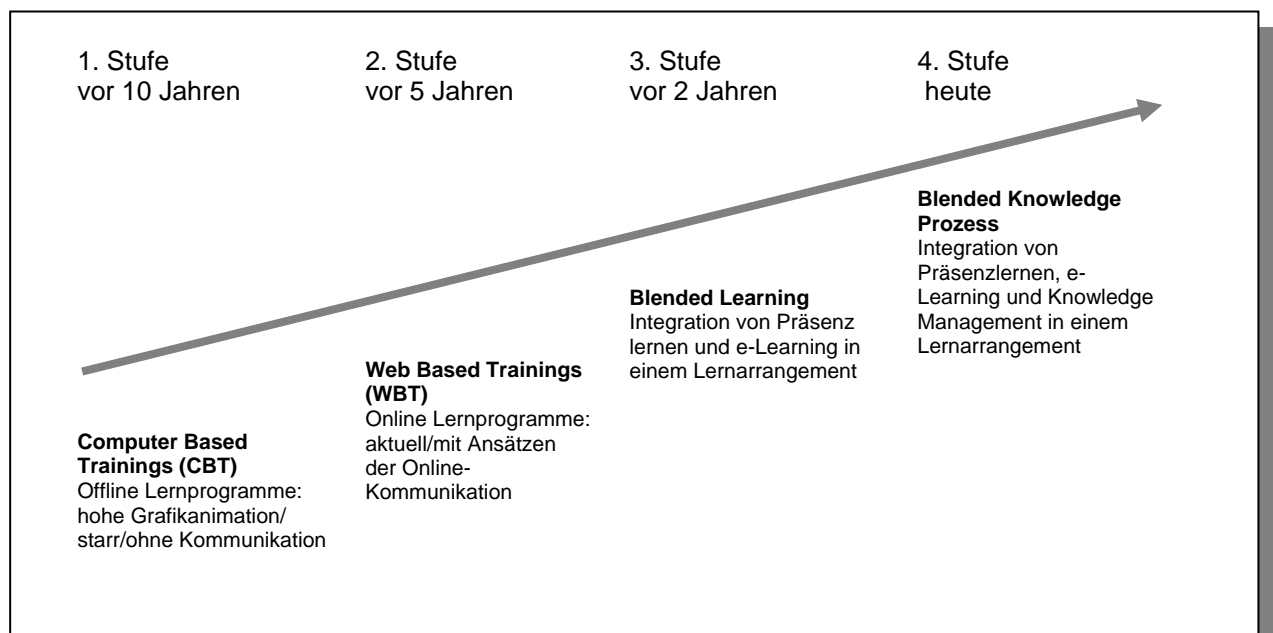 1. Stufe
vor 10 Jahren
2. Stufe
vor 5 Jahren
3. Stufe
vor 2 Jahren
4. Stufe
heute
Blended Knowledge
Prozess
Integration von
Präsenzlernen, e-
Learning und Knowledge
Management in einem
Lernarrangement
Blended Learning
Integration von Präsenz
lernen und e-Learning in
einem Lernarrangement
Web Based Trainings
(WBT)
Online Lernprogramme:
aktuell/mit Ansätzen
der Online-
Kommunikation
Computer Based
Trainings (CBT)
Offline Lernprogramme:
hohe Grafikanimation/
starr/ohne Kommunikation